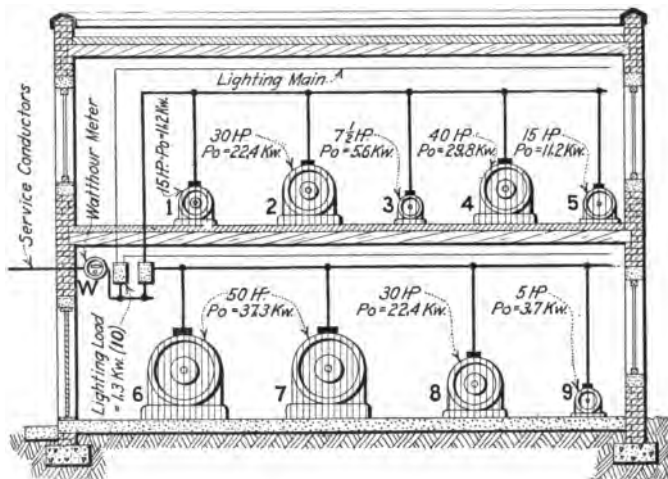 Lighting Main A
Service Conductors
Watthour Meter
15 HP. Po=11.2 Kw.
30 HP.
Po=22.4 Kw.
7 1/2 HP.
Po=5.6 Kw.
40 HP.
Po=29.8 Kw.
15 HP.
Po=11.2 Kw.
1
2
3
4
5
Lighting Load
=1.3 Kw. (10)
50 HP.
Po=37.3 Kw.
30 HP.
Po=22.4 Kw.
5 HP.
Po=3.7 Kw.
6
7
8
9
W